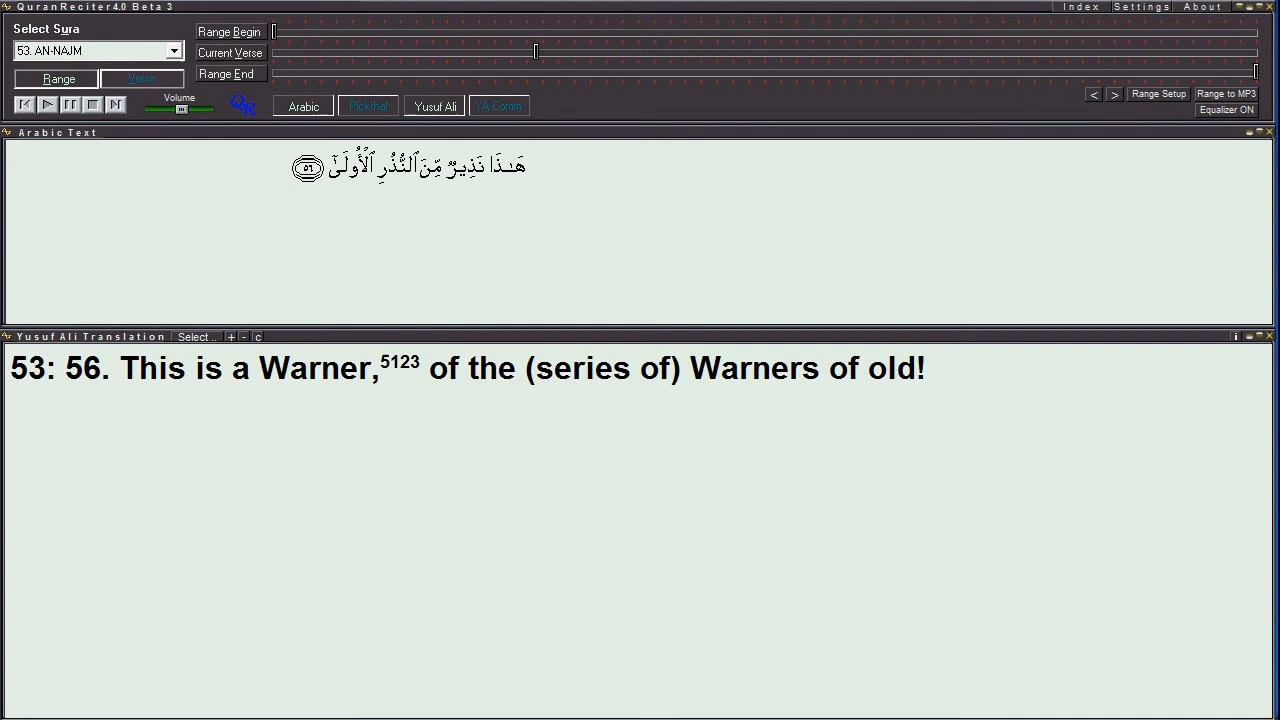 QuranReciter4.0 Beta 3
Index Settings About
Select Sura
53. AN-NAJM
Range Verse
Volume
QR
Range Begin
Current Verse
Range End
Arabic Pickthal Yusuf Ali YA Comm.
< > Range Setup Range to MP3
Equalizer ON
Arabic Text
هَـٰذَا نَذِيرٌ مِّنَ ٱلنُّذُرِ ٱلْأُولَىٰٓ ٥٦
Yusuf Ali Translation Select .. + - c
i
53: 56. This is a Warner,5123 of the (series of) Warners of old!